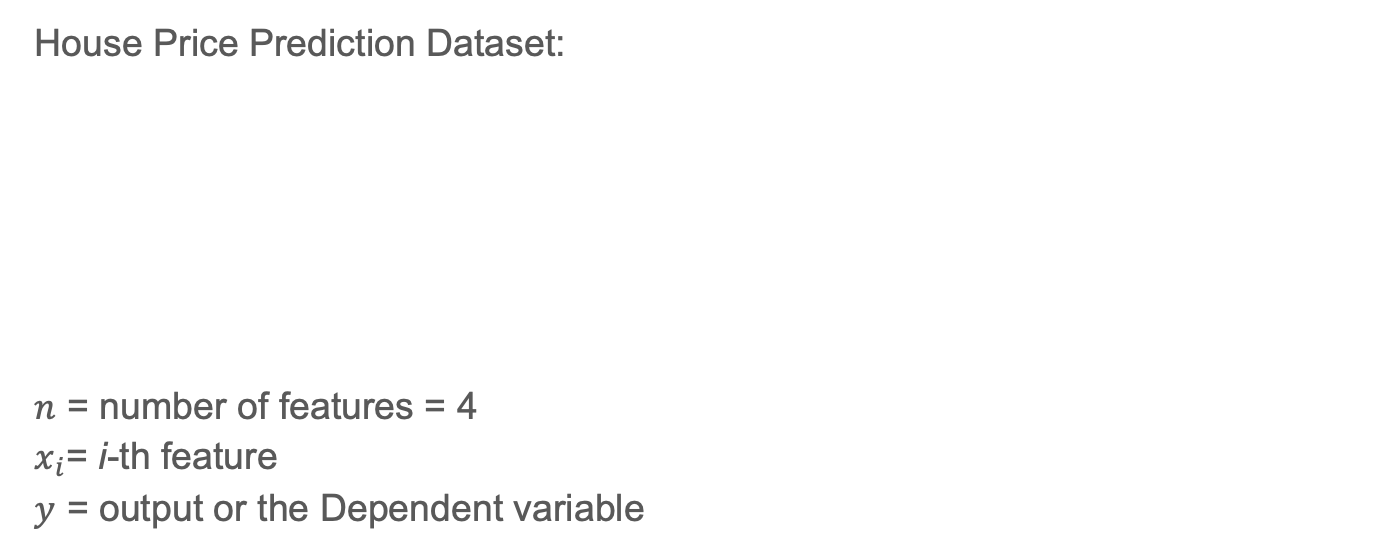 House Price Prediction Dataset:
n = number of features = 4
xᵢ= i-th feature
y = output or the Dependent variable